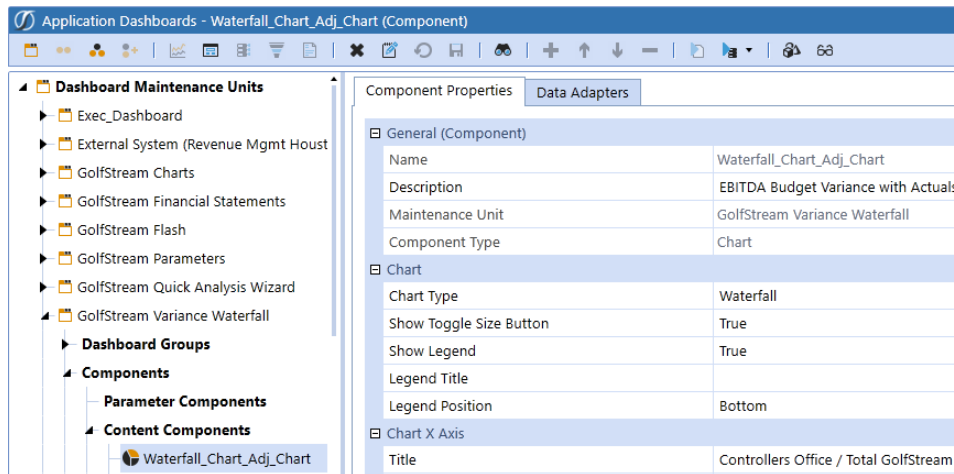 Application Dashboards - Waterfall_Chart_Adj_Chart (Component)
Dashboard Maintenance Units
Exec_Dashboard
External System (Revenue Mgmt Houst
GolfStream Charts
GolfStream Financial Statements
GolfStream Flash
GolfStream Parameters
GolfStream Quick Analysis Wizard
GolfStream Variance Waterfall
Dashboard Groups
Components
Parameter Components
Content Components
Waterfall_Chart_Adj_Chart
Component Properties Data Adapters
General (Component)
Name Waterfall_Chart_Adj_Chart
Description EBITDA Budget Variance with Actuals
Maintenance Unit GolfStream Variance Waterfall
Component Type Chart
Chart
Chart Type Waterfall
Show Toggle Size Button True
Show Legend True
Legend Title
Legend Position Bottom
Chart X Axis
Title Controllers Office / Total GolfStream